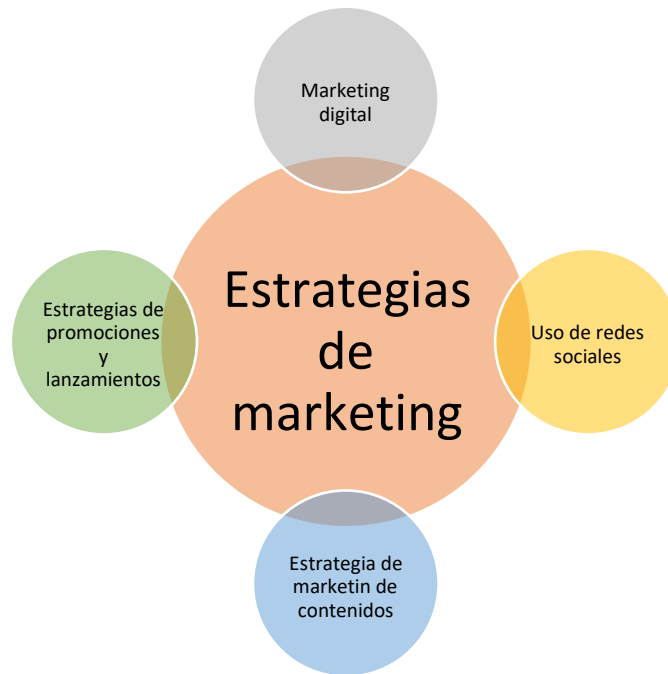 Marketing
digital
Estrategias de
promociones
y
lanzamientos
Estrategias
de
marketing
Uso de redes
sociales
Estrategia de
marketin de
contenidos